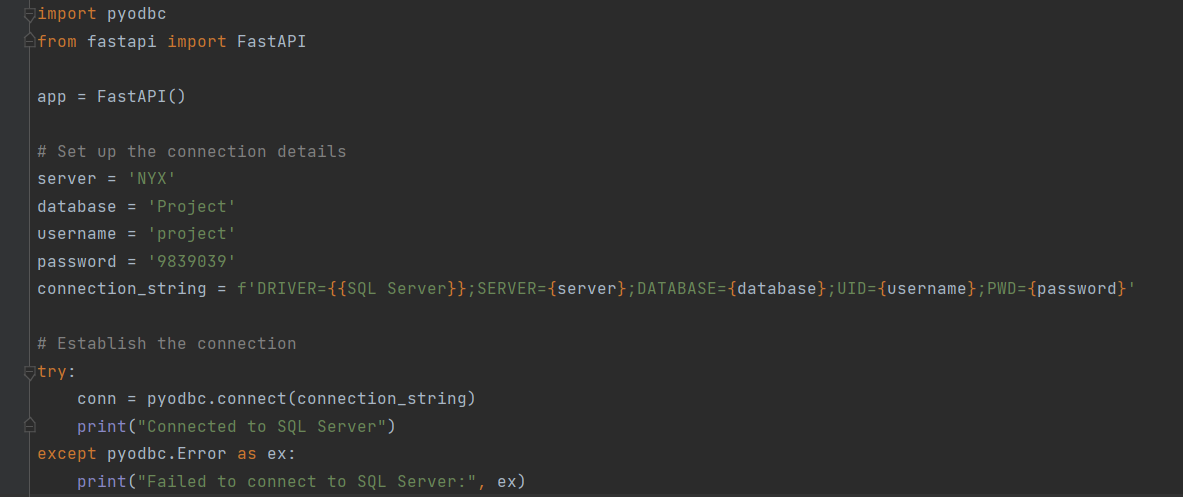 import pyodbc
from fastapi import FastAPI
app = FastAPI()
# Set up the connection details
server = 'NYX'
database = 'Project'
username = 'project'
password = '9839039'
connection_string = f'DRIVER={{SQL Server}};SERVER={server};DATABASE={database};UID={username};PWD={password}'
# Establish the connection
try:
    conn = pyodbc.connect(connection_string)
    print("Connected to SQL Server")
except pyodbc.Error as ex:
    print("Failed to connect to SQL Server:", ex)